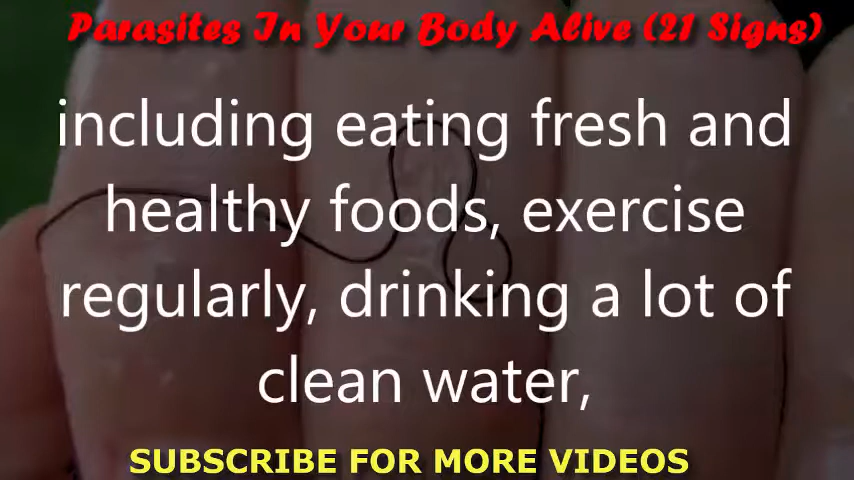 Parasites In Your Body Alive (21 Signs)
including eating fresh and
healthy foods, exercise
regularly, drinking a lot of
clean water,
SUBSCRIBE FOR MORE VIDEOS